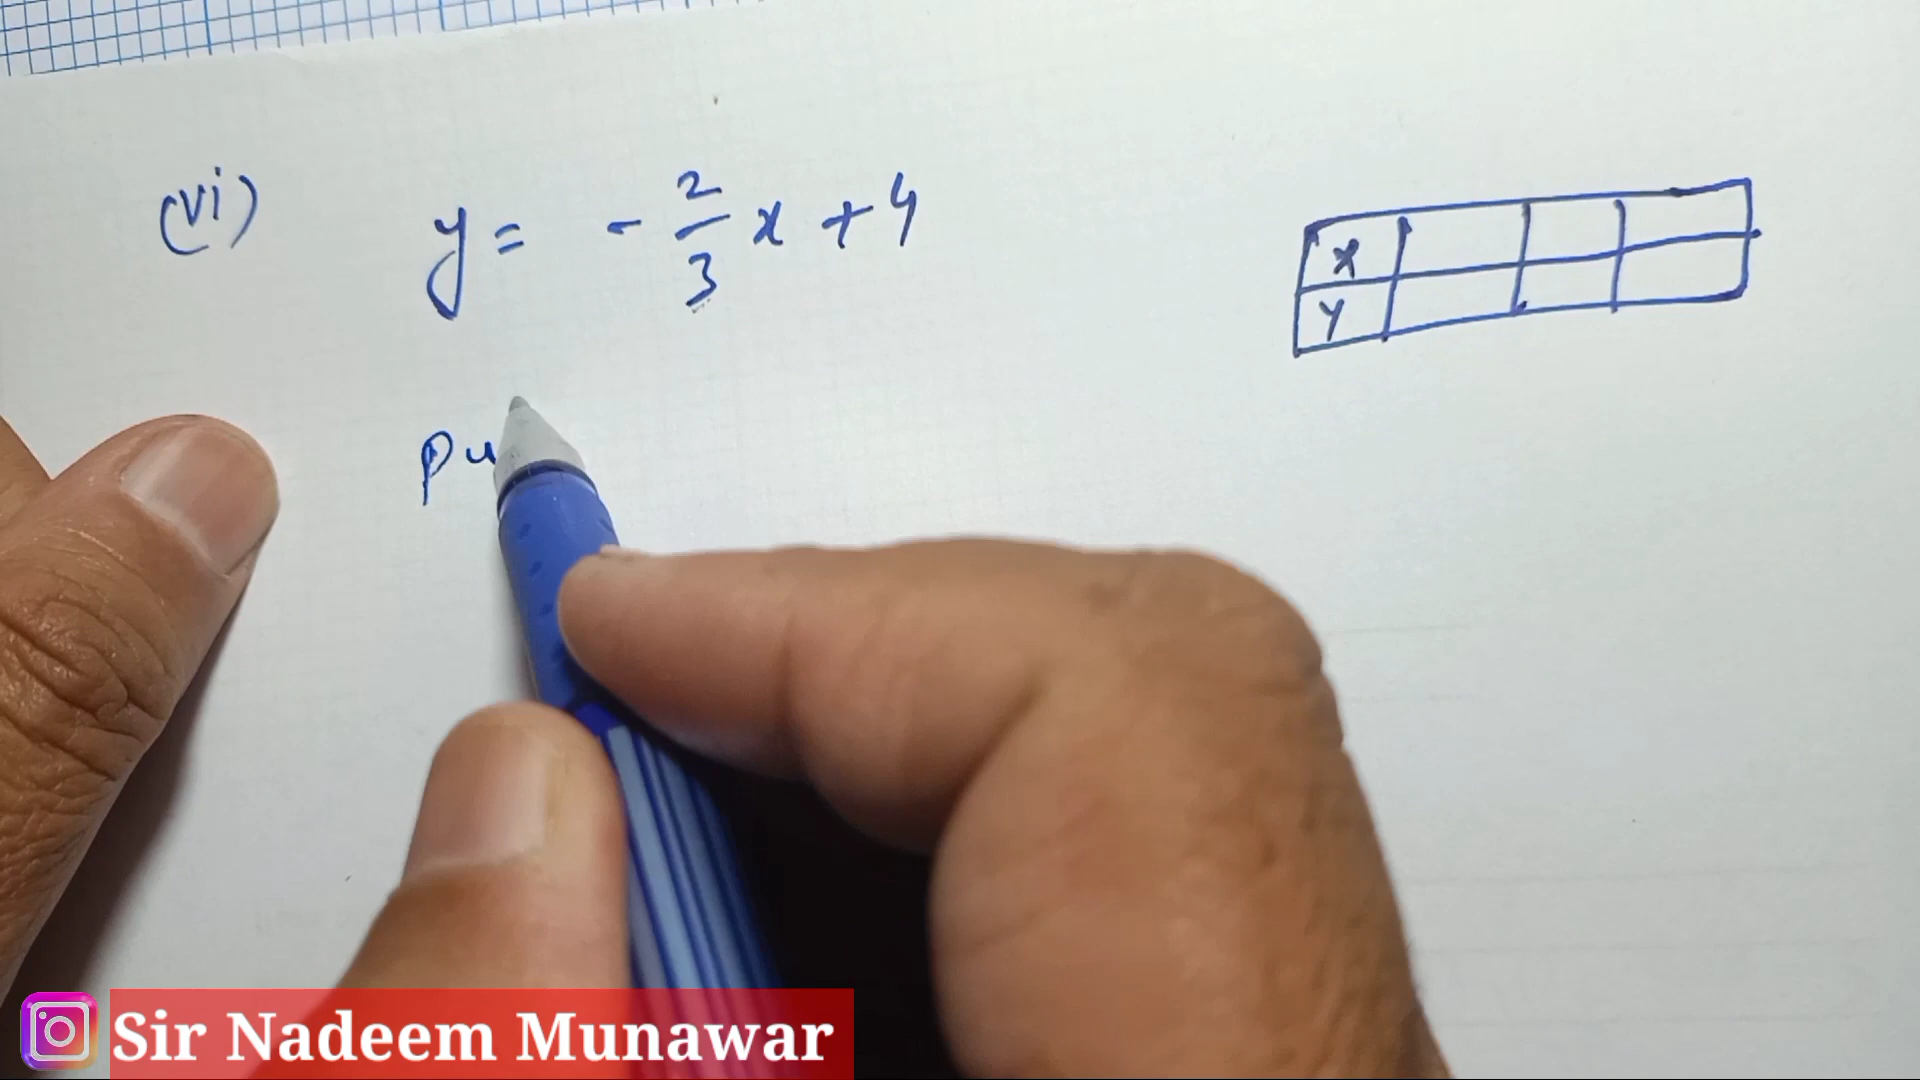 (vi) y = - 2/3 x + 4
x
y
Pu
Sir Nadeem Munawar